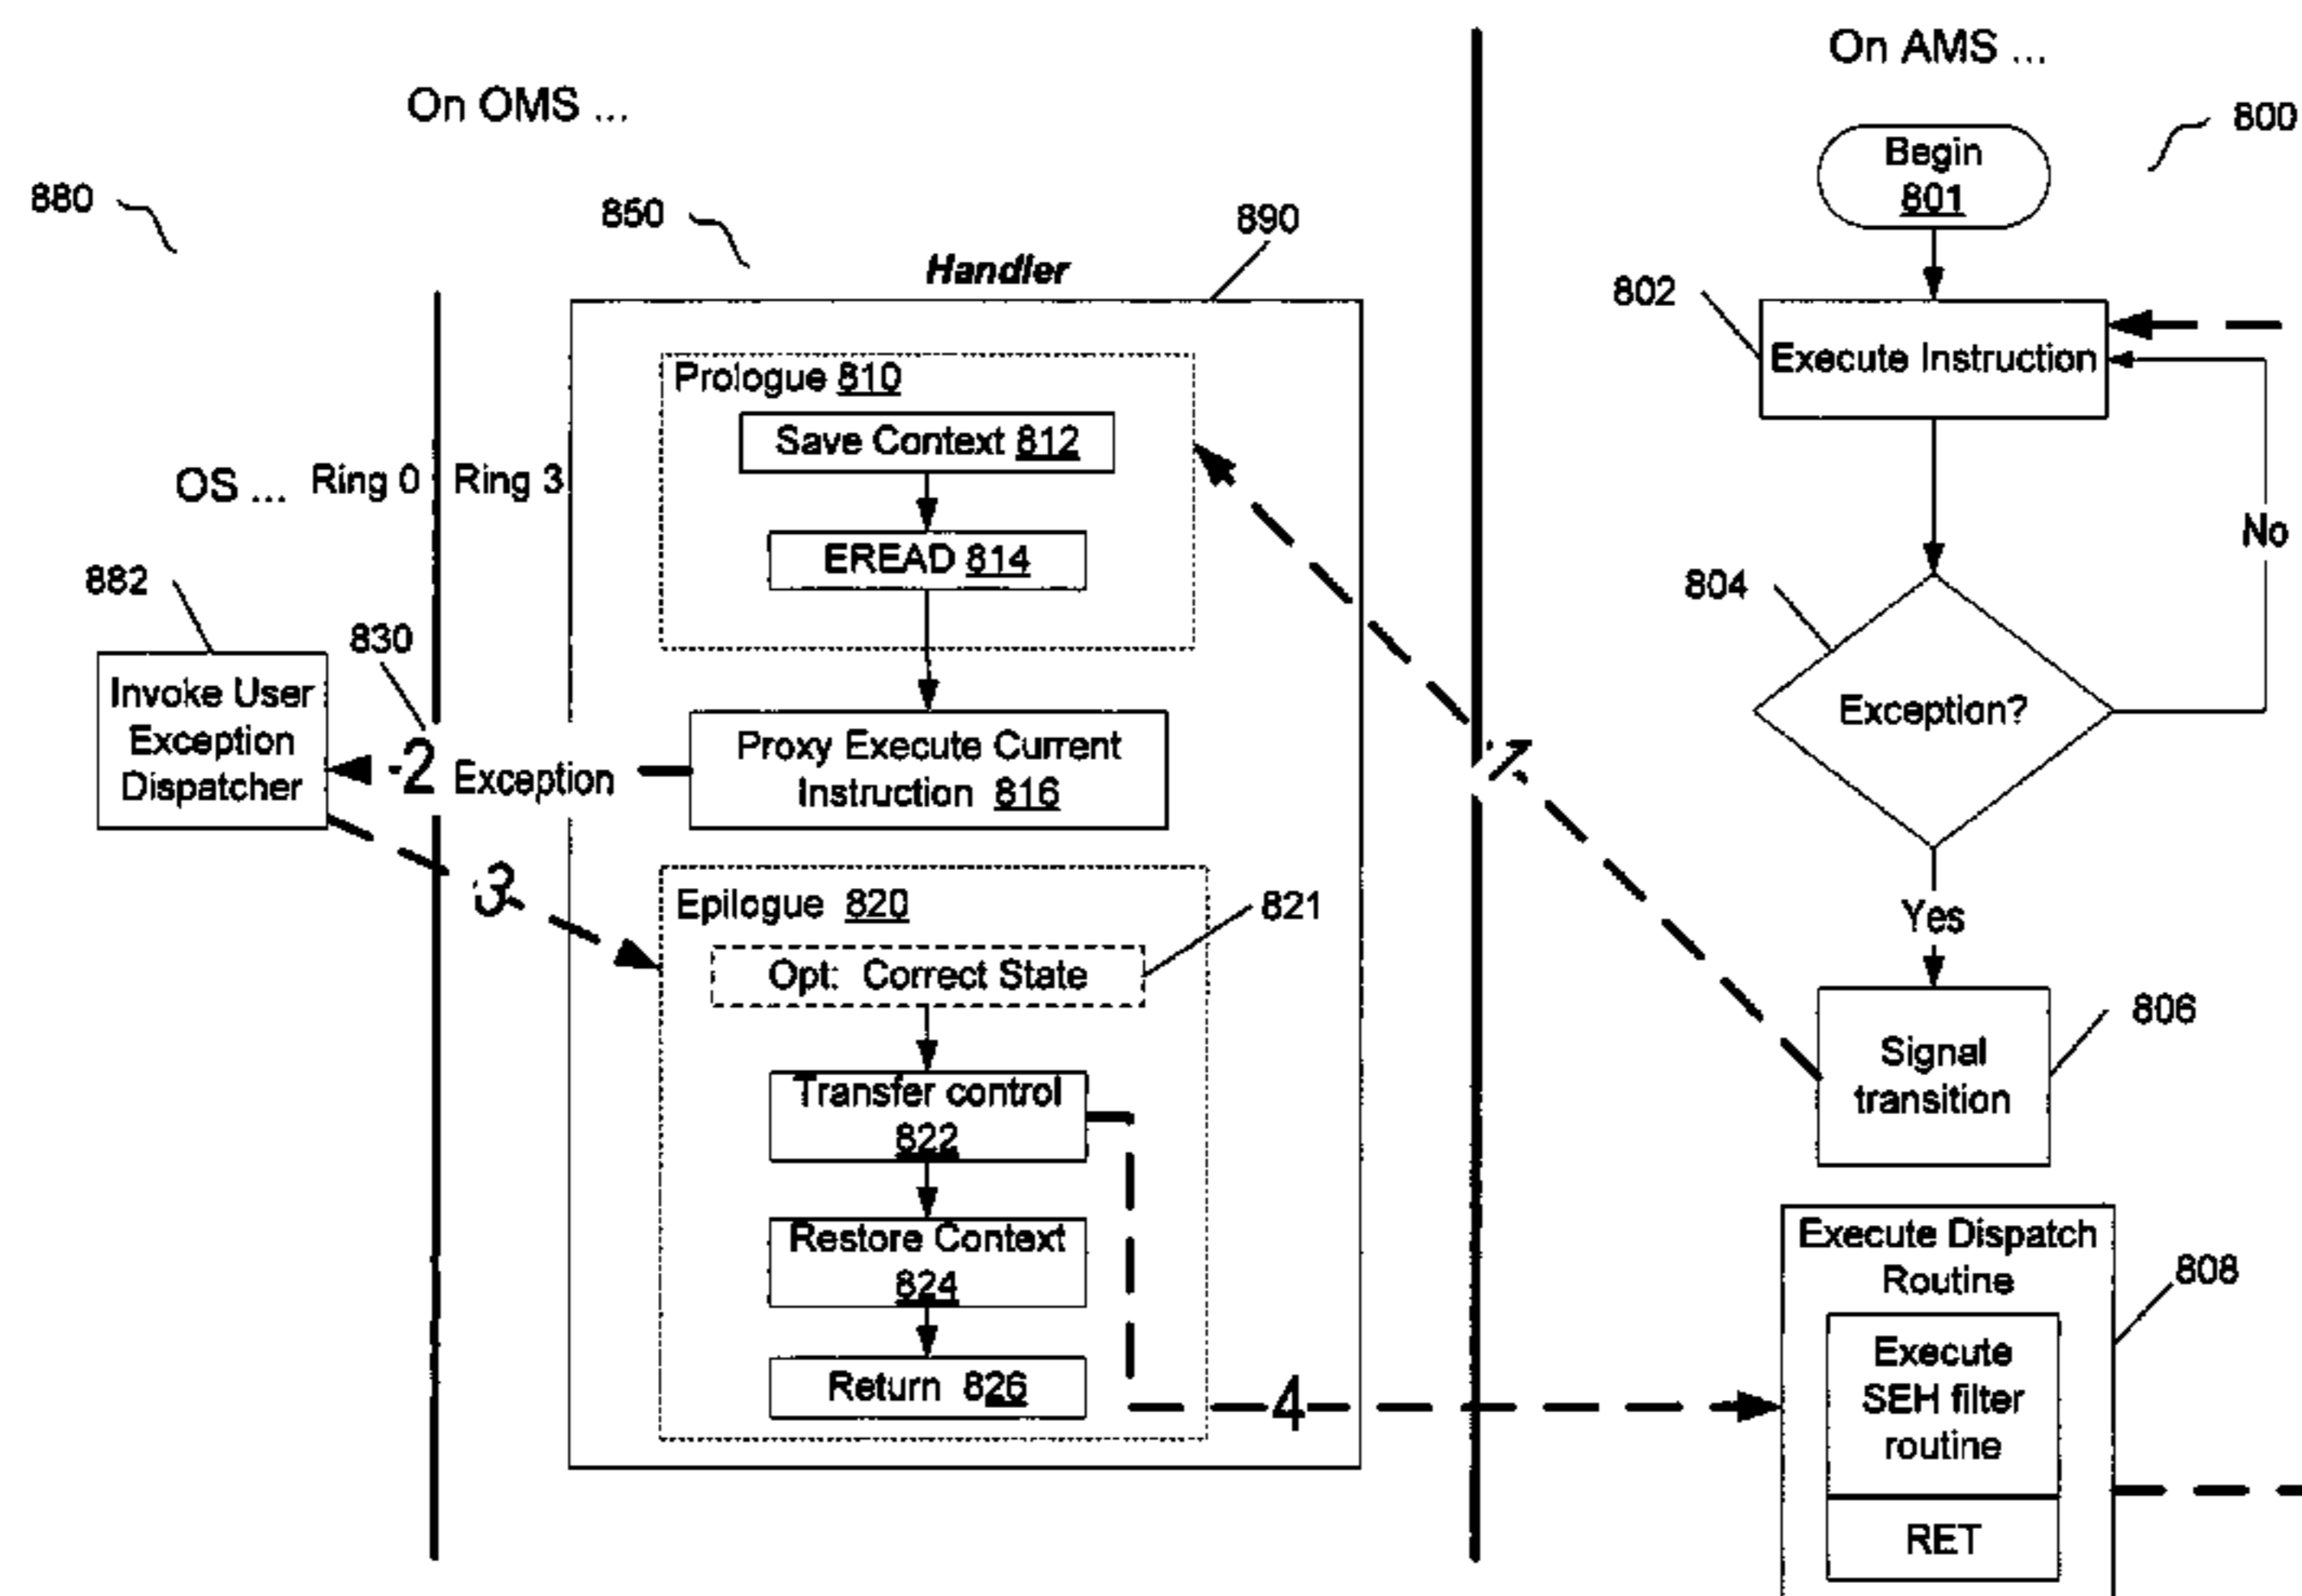 On OMS ...
880
850
890
Handler
Prologue 810
Save Context 812
EREAD 814
OS ... Ring 0 Ring 3
882
830
Invoke User
Exception
Dispatcher
2 Exception
Proxy Execute Current
Instruction 816
3
Epilogue 820
821
Opt: Correct State
Transfer control
822
Restore Context
824
Return 826
4
1
On AMS ...
800
Begin
801
802
Execute Instruction
No
804
Exception?
Yes
806
Signal
transition
Execute Dispatch
Routine
808
Execute
SEH filter
routine
RET